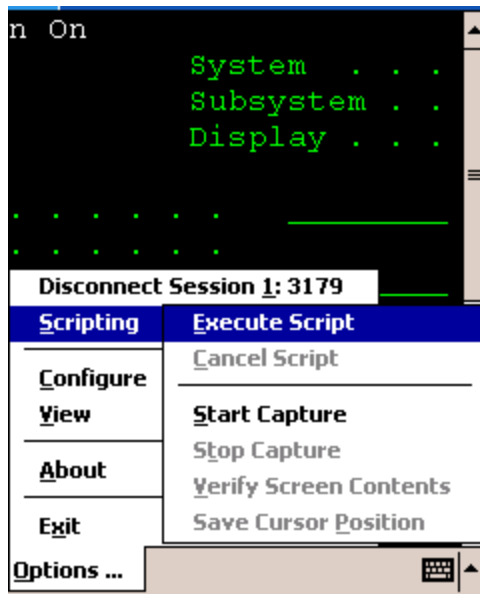 n On
System . . .
Subsystem . .
Display . . .
. . . . . .
. . . . . .
Disconnect Session 1: 3179
Scripting
Execute Script
Cancel Script
Configure
View
Start Capture
Stop Capture
About
Verify Screen Contents
Exit
Save Cursor Position
Options ...